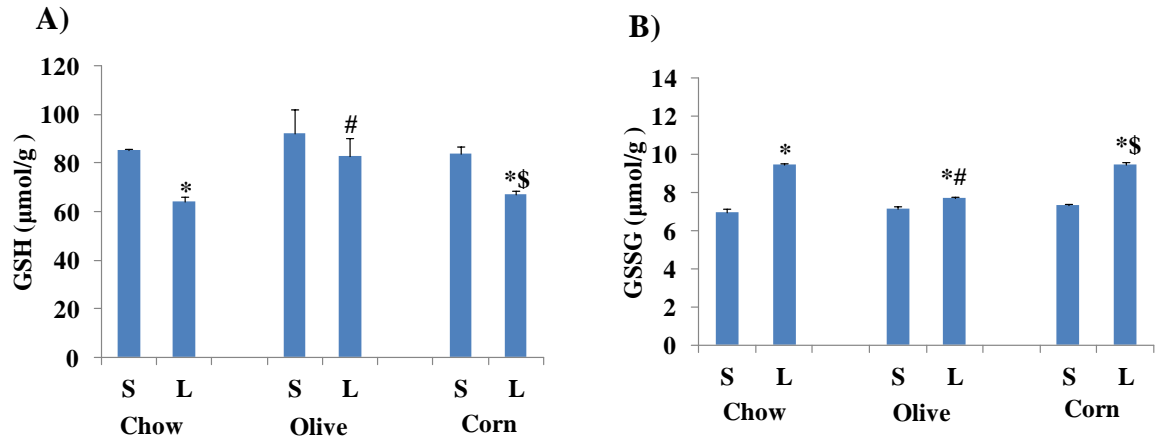 A)
GSH (µmol/g )
120
100
80
60
40
20
0
*
#
*$
S L S L S L
Chow Olive Corn
B)
GSSG (µmol/g )
14
12
10
8
6
4
2
0
*
*#
*$
S L S L S L
Chow Olive Corn